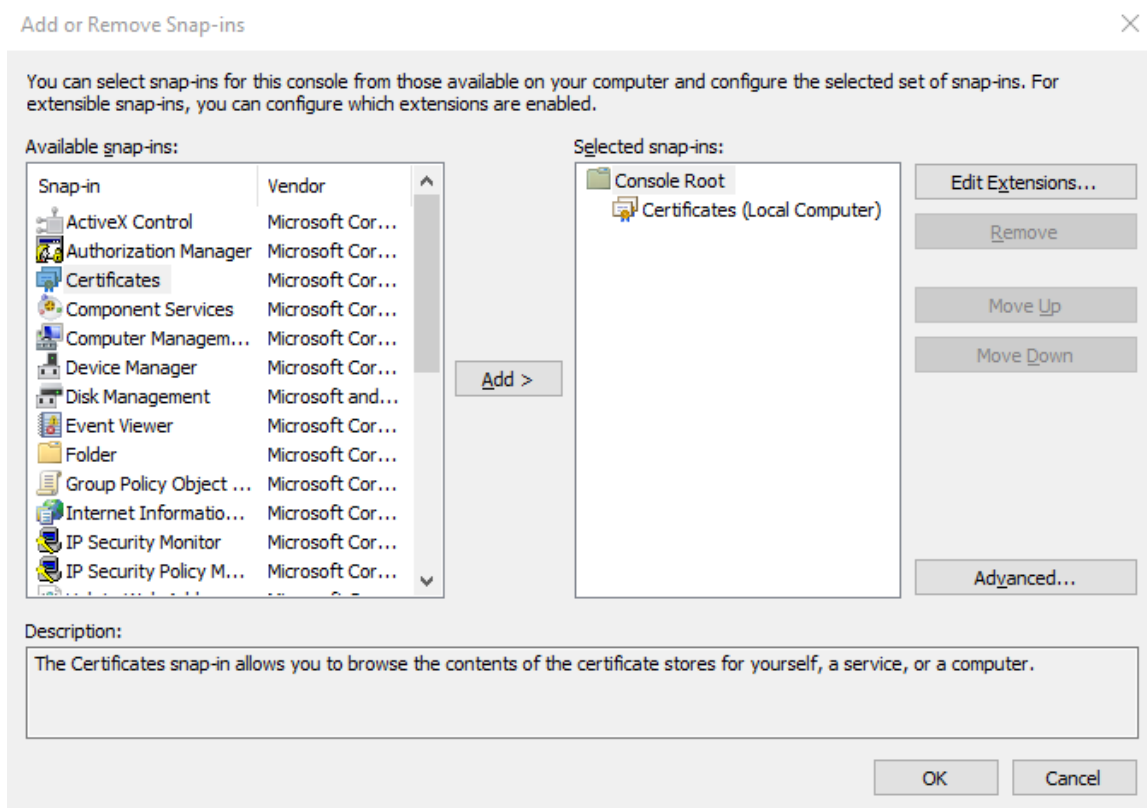 Add or Remove Snap-ins
You can select snap-ins for this console from those available on your computer and configure the selected set of snap-ins. For
extensible snap-ins, you can configure which extensions are enabled.
Available snap-ins:
Snap-in Vendor
ActiveX Control Microsoft Cor...
Authorization Manager Microsoft Cor...
Certificates Microsoft Cor...
Component Services Microsoft Cor...
Computer Managem... Microsoft Cor...
Device Manager Microsoft Cor...
Disk Management Microsoft and...
Event Viewer Microsoft Cor...
Folder Microsoft Cor...
Group Policy Object ... Microsoft Cor...
Internet Informatio... Microsoft Cor...
IP Security Monitor Microsoft Cor...
IP Security Policy M... Microsoft Cor...
Add >
Selected snap-ins:
Console Root
Certificates (Local Computer)
Edit Extensions...
Remove
Move Up
Move Down
Advanced...
Description:
The Certificates snap-in allows you to browse the contents of the certificate stores for yourself, a service, or a computer.
OK
Cancel